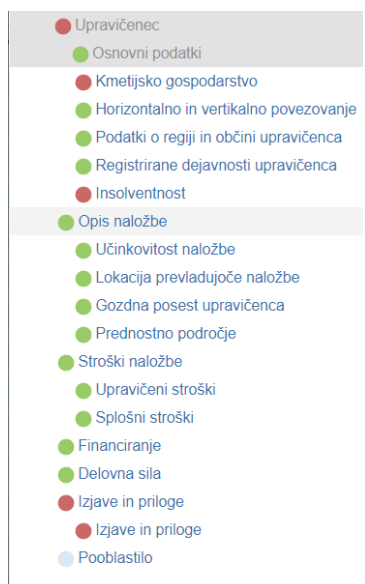 Upravičenec
Osnovni podatki
Kmetijsko gospodarstvo
Horizontalno in vertikalno povezovanje
Podatki o regiji in občini upravičenca
Registrirane dejavnosti upravičenca
Insolventnost
Opis naložbe
Učinkovitost naložbe
Lokacija prevladujoče naložbe
Gozdna posest upravičenca
Prednostno področje
Stroški naložbe
Upravičeni stroški
Splošni stroški
Financiranje
Delovna sila
Izjave in priloge
Izjave in priloge
Pooblastilo